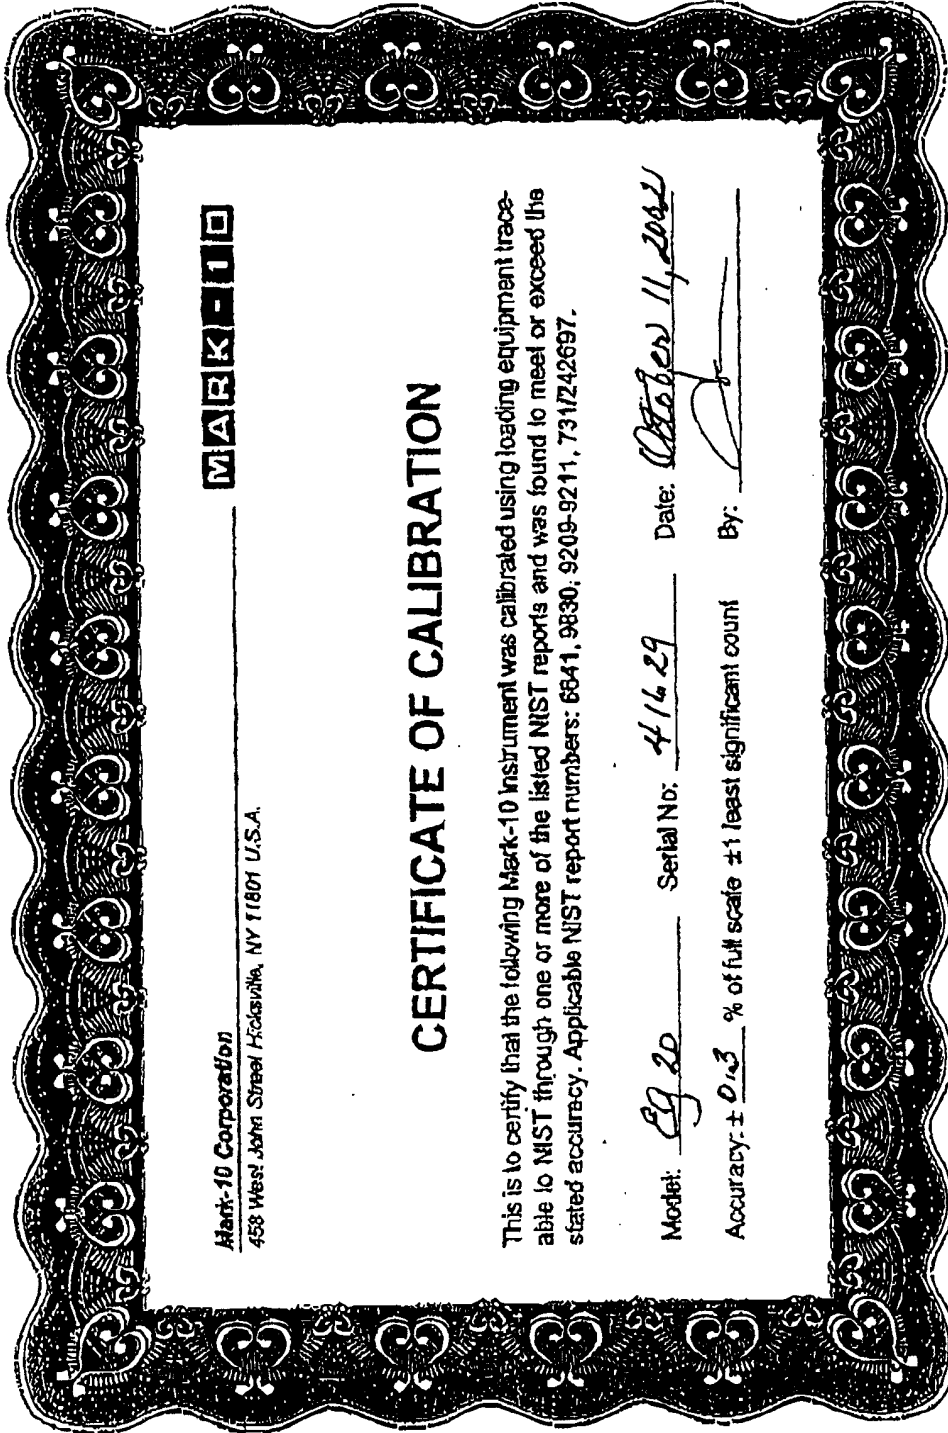 Mark-10 Corporation
MARK-10
458 West John Street Hicksville, NY 11801 U.S.A.
CERTIFICATE OF CALIBRATION
This is to certify that the following Mark-10 Instrument was calibrated using loading equipment trace-
able to NIST through one or more of the listed NIST reports and was found to meet or exceed the
stated accuracy. Applicable NIST report numbers: 6641, 9830, 9209-9211, 731/242697.
Model: Eg 20 Serial No: 41629 Date: October 11, 2002
Accuracy: ± 0.3 % of full scale ±1 least significant count By: